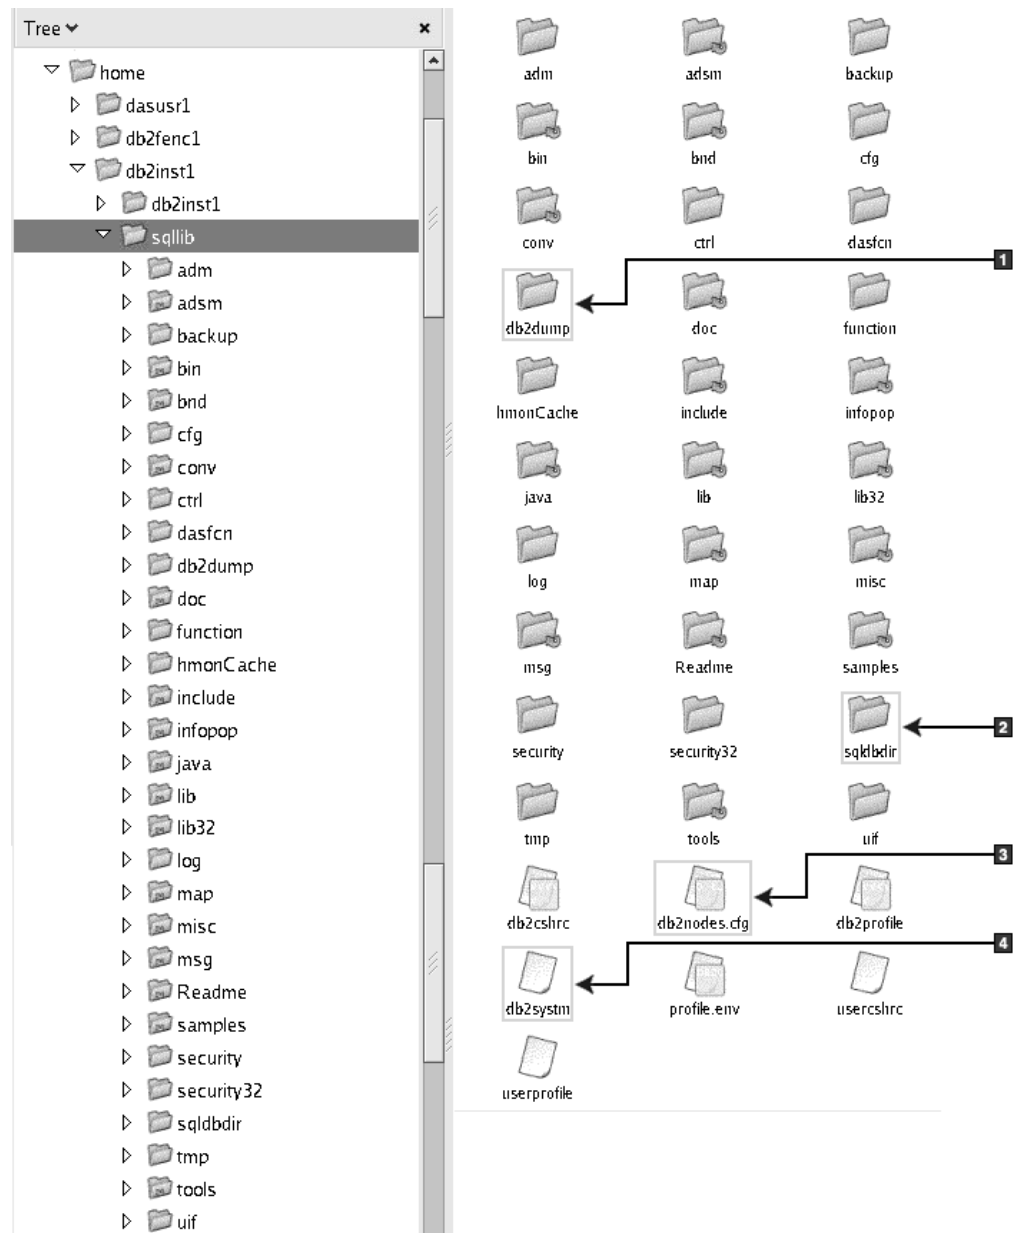 Tree
home
dasusr1
db2fenc1
db2inst1
db2inst1
sqllib
adm
adsm
backup
bin
bnd
cfg
conv
ctrl
dasfcn
db2dump
doc
function
hmonCache
include
infopop
java
lib
lib32
log
map
misc
msg
Readme
samples
security
security32
sqldbdir
tmp
tools
uif
adm adsm backup
bin bnd cfg
conv ctrl dasfcn
1
db2dump doc function
hmonCache include infopop
java lib lib32
log map misc
msg Readme samples
2
security security32 sqldbdir
tmp tools uif
3
db2cshrc db2nodes.cfg db2profile
4
db2systm profile.env usercshrc
userprofile